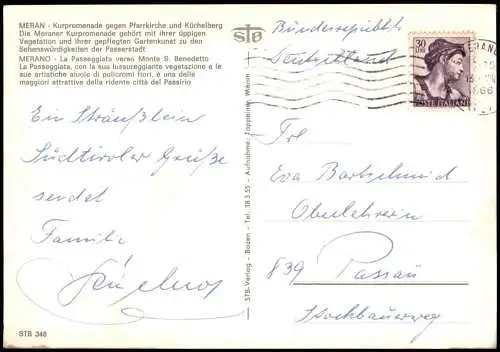 MERAN - Kurpromenade gegen Pfarrkirche und Küchelberg
Die Meraner Kurpromenade gehört mit ihrer üppigen
Vegetation und ihrer gepflegten Gartenkunst zu den
Sehenswürdigkeiten der Passerstadt
MERANO - La Passeggiata verso Monte S. Benedetto
La Passeggiata, con la sua lussureggiante vegetazione e le
sue artistiche aiuole di policromi fiori, è una delle
maggiori attrattive della ridente città del Passirio
Ein Sträußlein
Südtiroler Grüße
sendet
Familie
STB 348
STB
STB-Verlag - Bozen - Tel. 38 3 55 - Aufnahme: Tappeiner, Meran
Bundesrepublik
Deutschland
30
POSTE ITALIANE
Frl
Eva Bartschmid
Oberlehrerin
839 Passau